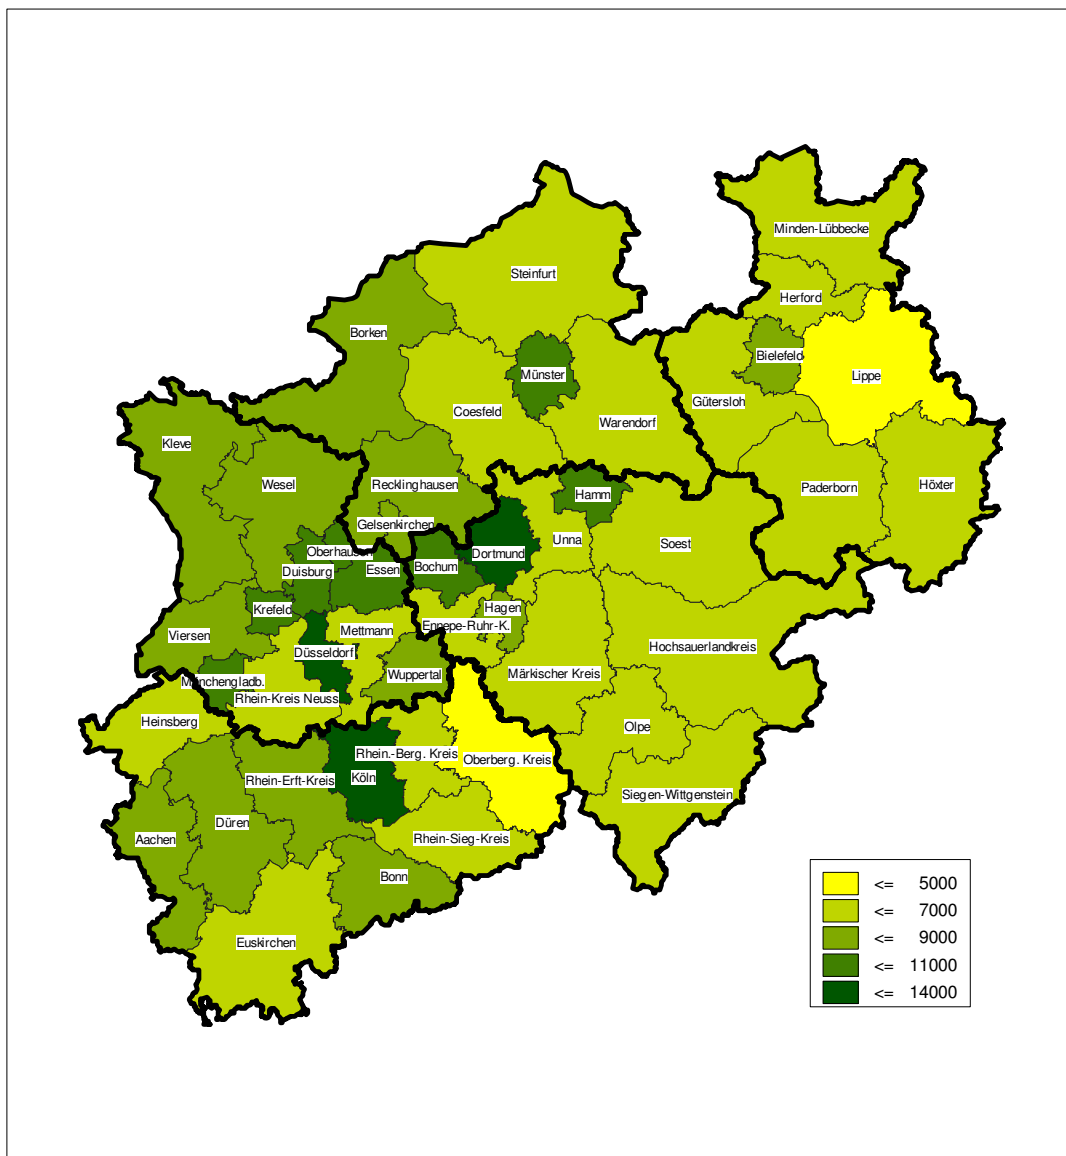 Minden-Lübbecke
Steinfurt
Herford
Borken
Bielefeld
Münster
Lippe
Gütersloh
Coesfeld
Warendorf
Kleve
Wesel
Recklinghausen
Paderborn
Höxter
Hamm
Gelsenkirchen
Unna
Soest
Oberhausen
Dortmund
Duisburg
Essen
Bochum
Krefeld
Hagen
Ennepe-Ruhr-K.
Viersen
Mettmann
Düsseldorf
Hochsauerlandkreis
Wuppertal
Märkischer Kreis
Mönchengladb.
Rhein-Kreis Neuss
Heinsberg
Olpe
Rhein.-Berg. Kreis
Oberberg. Kreis
Rhein-Erft-Kreis
Köln
Siegen-Wittgenstein
Düren
Aachen
Rhein-Sieg-Kreis
Bonn
Euskirchen
<= 5000
<= 7000
<= 9000
<= 11000
<= 14000